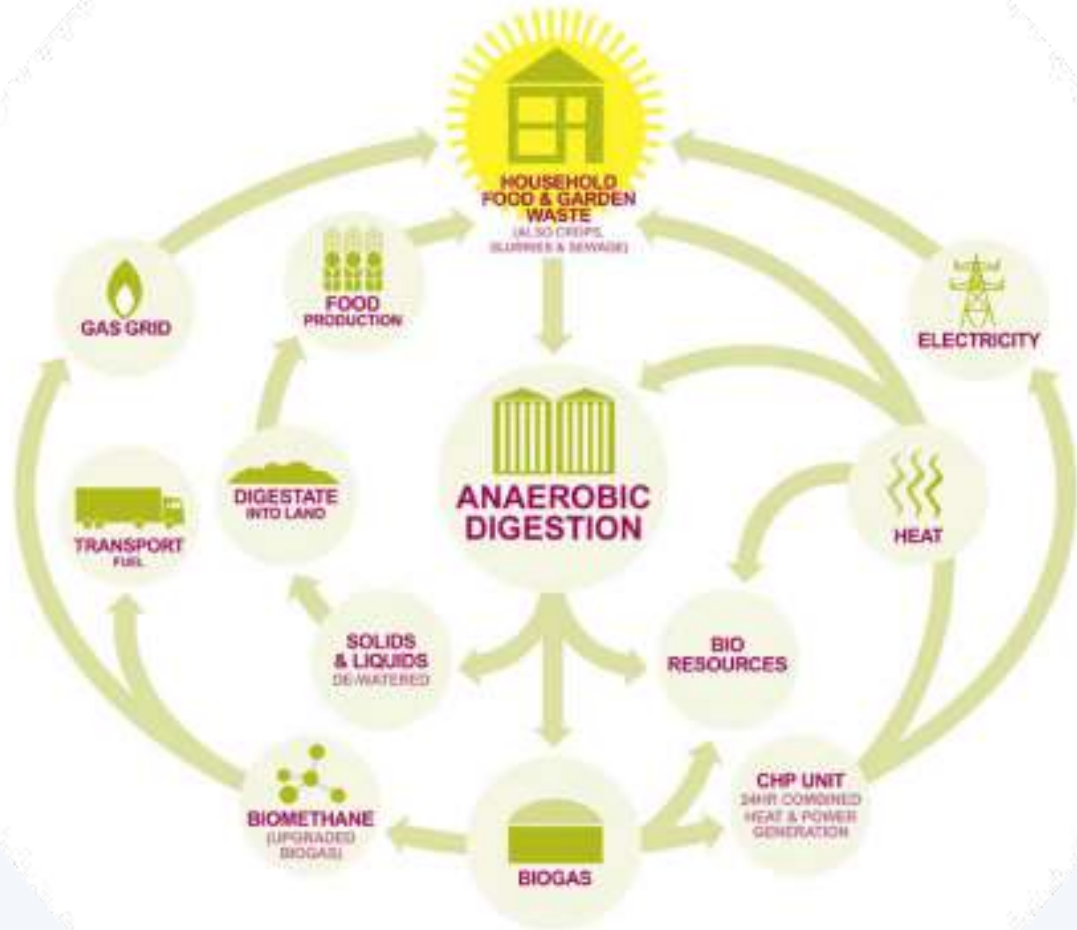 HOUSEHOLD
FOOD & GARDEN
WASTE
(ALSO CROPS,
SLURRIES & SEWAGE)
GAS GRID
FOOD
PRODUCTION
ELECTRICITY
ANAEROBIC
DIGESTION
DIGESTATE
INTO LAND
HEAT
TRANSPORT
FUEL
SOLIDS
& LIQUIDS
DE-WATERED
BIO
RESOURCES
BIOMETHANE
(UPGRADED
BIOGAS)
BIOGAS
CHP UNIT
24HR COMBINED
HEAT & POWER
GENERATION